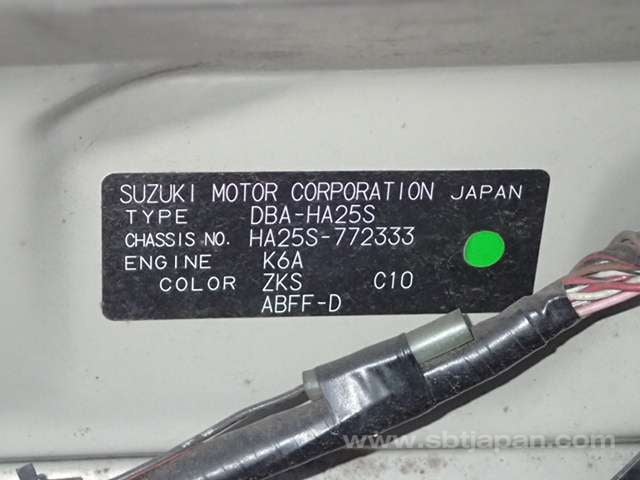 SUZUKI MOTOR CORPORATION JAPAN
TYPE DBA-HA25S
CHASSIS NO. HA25S-772333
ENGINE K6A
COLOR ZKS C10
ABFF-D
www.sbtjapan.com